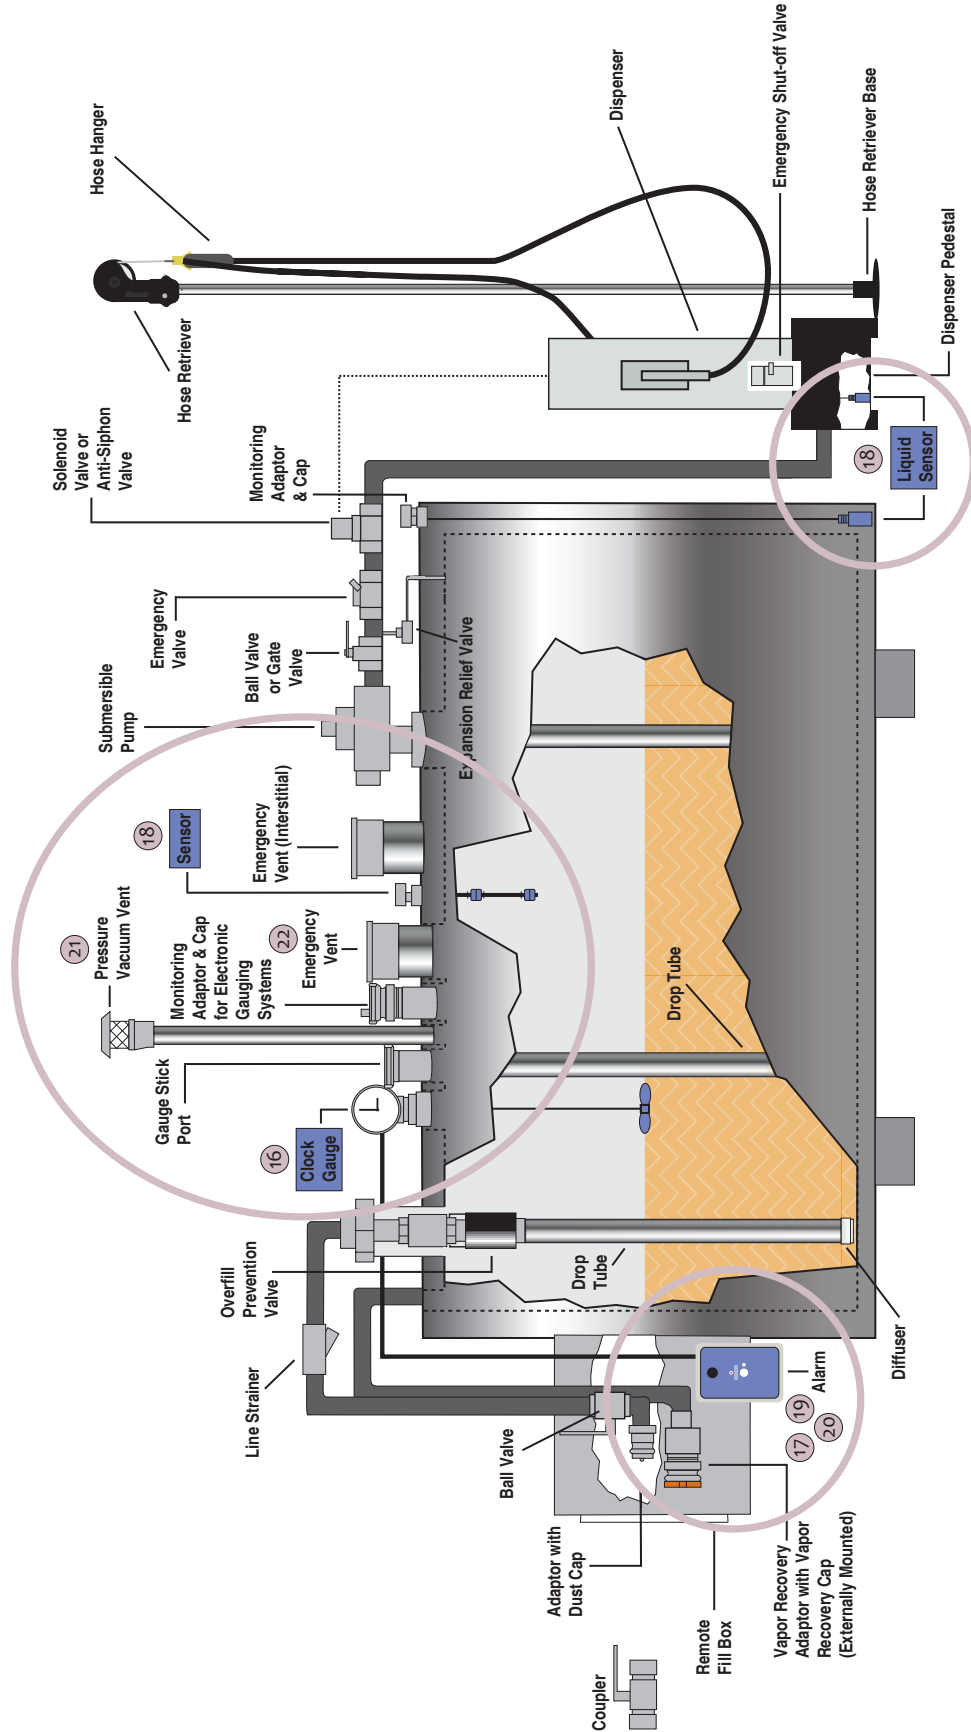 Pressure
Vacuum Vent
21
Hose Hanger
Submersible
Pump
Solenoid
Valve or
Anti-Siphon
Valve
18
Sensor
Gauge Stick
Port
Monitoring
Adaptor & Cap
for Electronic
Gauging
Systems
Emergency
Valve
Hose Retriever
Line Strainer
Overfill
Prevention
Valve
16
Clock
Gauge
22
Emergency
Vent
Emergency
Vent (Interstitial)
Ball Valve
or Gate
Valve
Monitoring
Adaptor
& Cap
Expansion Relief Valve
Ball Valve
Adaptor with
Dust Cap
Coupler
Drop
Tube
Dispenser
Drop Tube
Remote
Fill Box
Vapor Recovery
Adaptor with Vapor
Recovery Cap
(Externally Mounted)
17
19
20
Alarm
Emergency Shut-off Valve
Diffuser
18
Liquid
Sensor
Hose Retriever Base
Dispenser Pedestal